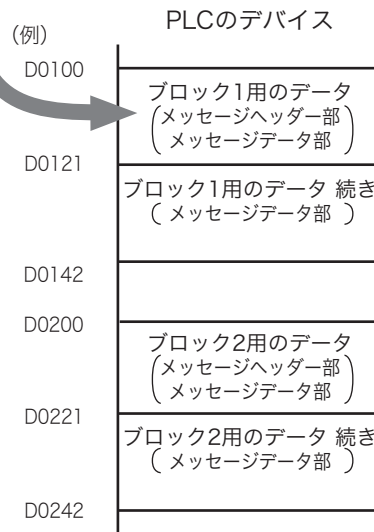 PLCのデバイス
(例)
D0100
ブロック1用のデータ
(メッセージヘッダー部
メッセージデータ部)
D0121
ブロック1用のデータ 続き
( メッセージデータ部 )
D0142
D0200
ブロック2用のデータ
(メッセージヘッダー部
メッセージデータ部)
D0221
ブロック2用のデータ 続き
( メッセージデータ部 )
D0242